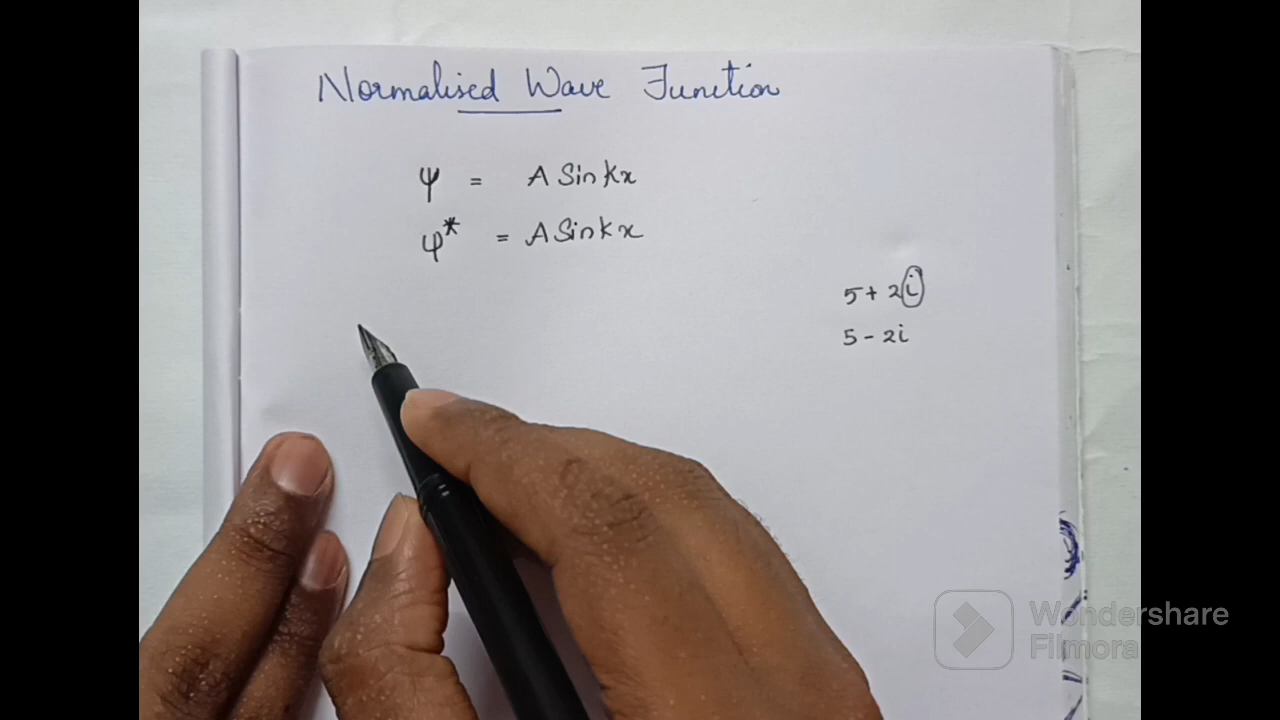 Normalised Wave Function
ψ = A Sin kx
ψ* = A Sin kx
5 + 2i
5 - 2i
Wondershare
Filmora